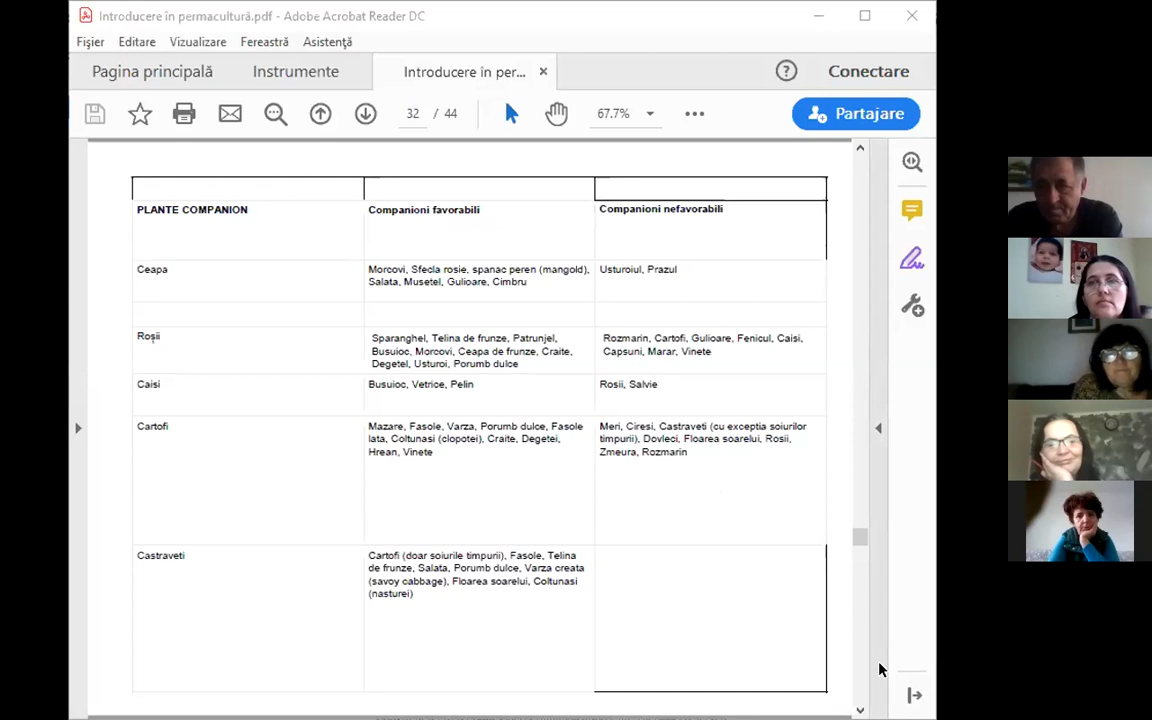 Introducere în permacultură.pdf - Adobe Acrobat Reader DC
Fișier Editare Vizualizare Fereastră Asistență
Pagina principală Instrumente Introducere în per... Conectare
32 / 44 67.7% Partajare
PLANTE COMPANION Companioni favorabili Companioni nefavorabili
Ceapa Morcovi, Sfecla rosie, spanac peren (mangold), Usturoiul, Prazul
Salata, Musetel, Gulioare, Cimbru
Roșii Sparanghel, Telina de frunze, Patrunjel, Rozmarin, Cartofi, Gulioare, Fenicul, Caisi,
Busuioc, Morcovi, Ceapa de frunze, Craite, Capsuni, Marar, Vinete
Degetel, Usturoi, Porumb dulce
Caisi Busuioc, Vetrice, Pelin Rosii, Salvie
Cartofi Mazare, Fasole, Varza, Porumb dulce, Fasole Meri, Ciresi, Castraveti (cu exceptia soiurilor
lata, Coltunasi (clopotei), Craite, Degetei, timpurii), Dovleci, Floarea soarelui, Rosii,
Hrean, Vinete Zmeura, Rozmarin
Castraveti Cartofi (doar soiurile timpurii), Fasole, Telina
de frunze, Salata, Porumb dulce, Varza creata
(savoy cabbage), Floarea soarelui, Coltunasi
(nasturei)